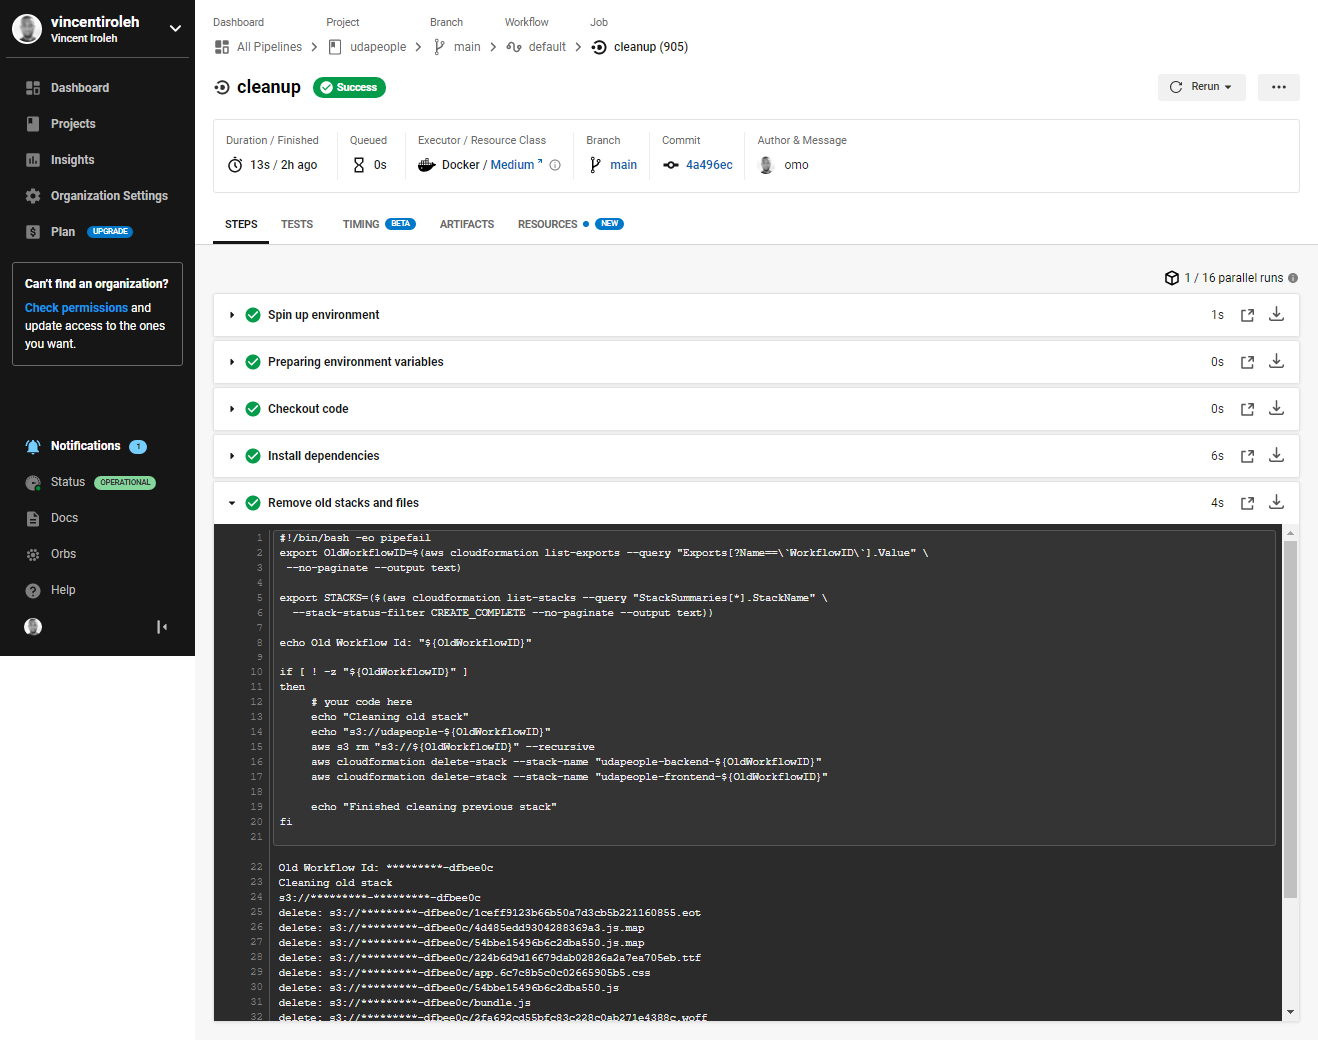 vincentiroleh
Vincent Iroleh
Dashboard
Projects
Insights
Organization Settings
Plan UPGRADE
Can't find an organization?
Check permissions and
update access to the ones
you want.
Notifications 1
Status OPERATIONAL
Docs
Orbs
Help
Dashboard Project Branch Workflow Job
All Pipelines udapeople main default cleanup (905)
cleanup Success
Rerun
Duration / Finished Queued Executor / Resource Class Branch Commit Author & Message
13s / 2h ago 0s Docker / Medium main 4a496ec omo
STEPS TESTS TIMING BETA ARTIFACTS RESOURCES NEW
1 / 16 parallel runs
Spin up environment 1s
Preparing environment variables 0s
Checkout code 0s
Install dependencies 6s
Remove old stacks and files 4s
1 #!/bin/bash -eo pipefail
2 export OldWorkflowID=$(aws cloudformation list-exports --query "Exports[?Name==\`WorkflowID\`].Value" \
3 --no-paginate --output text)
4
5 export STACKS=($(aws cloudformation list-stacks --query "StackSummaries[*].StackName" \
6 --stack-status-filter CREATE_COMPLETE --no-paginate --output text))
7
8 echo Old Workflow Id: "${OldWorkflowID}"
9
10 if [ ! -z "${OldWorkflowID}" ]
11 then
12 # your code here
13 echo "Cleaning old stack"
14 echo "s3://udapeople-${OldWorkflowID}"
15 aws s3 rm "s3://${OldWorkflowID}" --recursive
16 aws cloudformation delete-stack --stack-name "udapeople-backend-${OldWorkflowID}"
17 aws cloudformation delete-stack --stack-name "udapeople-frontend-${OldWorkflowID}"
18
19 echo "Finished cleaning previous stack"
20 fi
21
22 Old Workflow Id: *********-dfbee0c
23 Cleaning old stack
24 s3://*********-*********-dfbee0c
25 delete: s3://*********-dfbee0c/1ceff9123b66b50a7d3cb5b221160855.eot
26 delete: s3://*********-dfbee0c/4d485edd9304288369a3.js.map
27 delete: s3://*********-dfbee0c/54bbe15496b6c2dba550.js.map
28 delete: s3://*********-dfbee0c/224b6d9d16679dab02826a2a7ea705eb.ttf
29 delete: s3://*********-dfbee0c/app.6c7c8b5c0c02665905b5.css
30 delete: s3://*********-dfbee0c/54bbe15496b6c2dba550.js
31 delete: s3://*********-dfbee0c/bundle.js
32 delete: s3://*********-dfbee0c/2fa692cd55bfc83c228c0ab271e4388c.woff